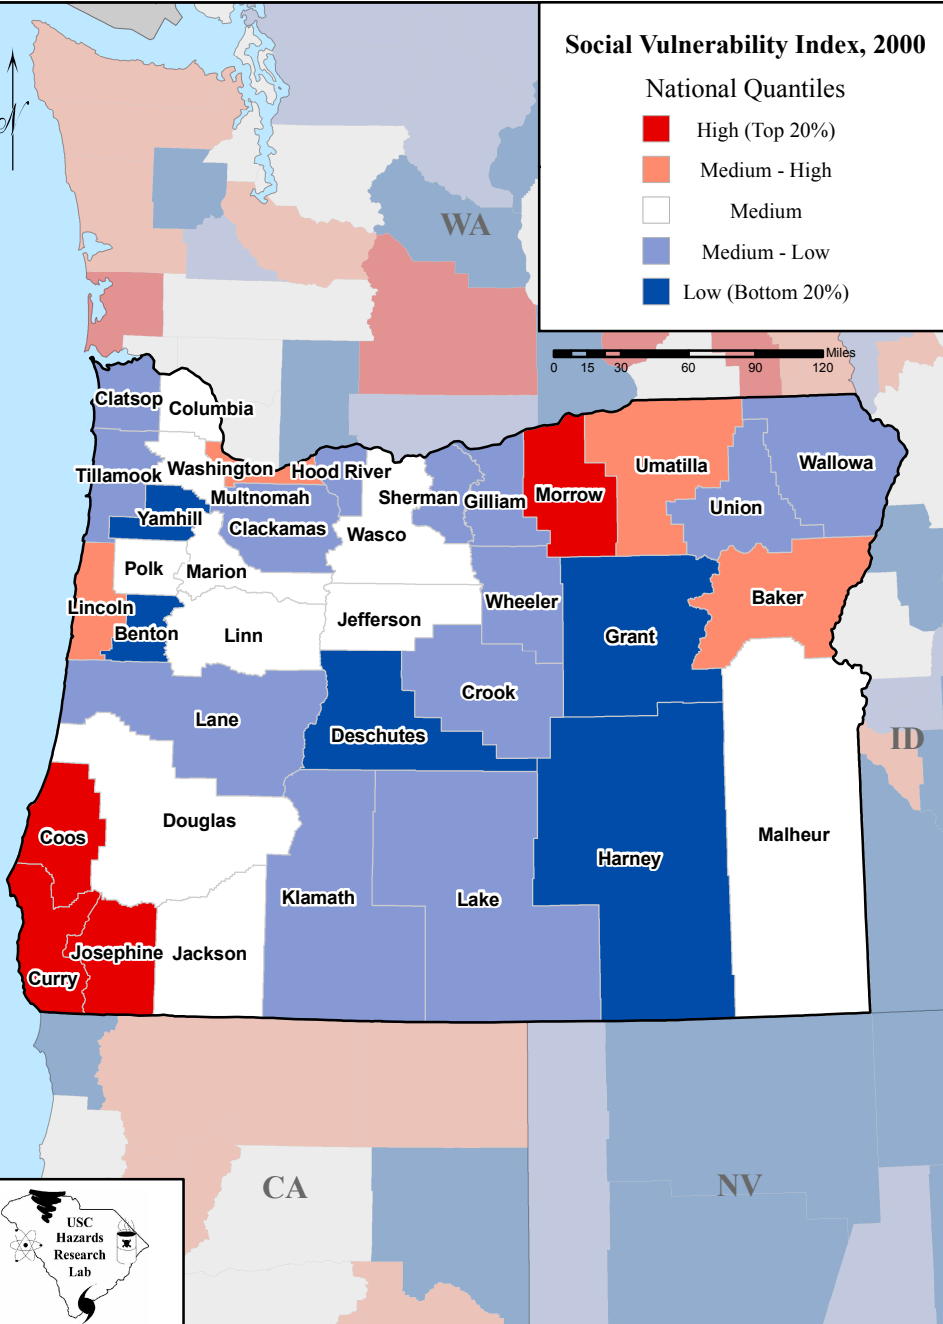 Social Vulnerability Index, 2000
National Quantiles
High (Top 20%)
Medium - High
Medium
Medium - Low
Low (Bottom 20%)
N
WA
Miles
0 15 30 60 90 120
Clatsop
Columbia
Tillamook
Washington
Hood River
Multnomah
Sherman
Gilliam
Morrow
Umatilla
Wallowa
Union
Yamhill
Clackamas
Wasco
Polk
Marion
Lincoln
Benton
Linn
Jefferson
Wheeler
Grant
Baker
Lane
Crook
Deschutes
ID
Coos
Douglas
Malheur
Harney
Klamath
Lake
Josephine
Jackson
Curry
CA
NV
USC
Hazards
Research
Lab